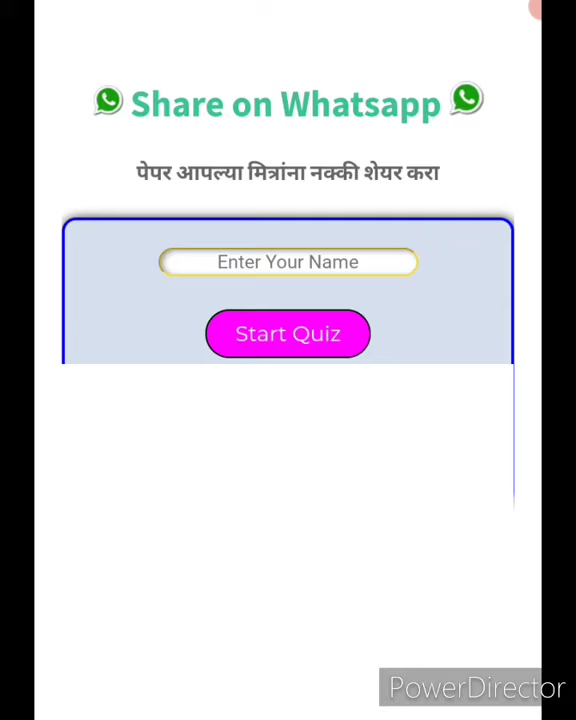 Share on Whatsapp
पेपर आपल्या मित्रांना नक्की शेयर करा
Enter Your Name
Start Quiz
PowerDirector